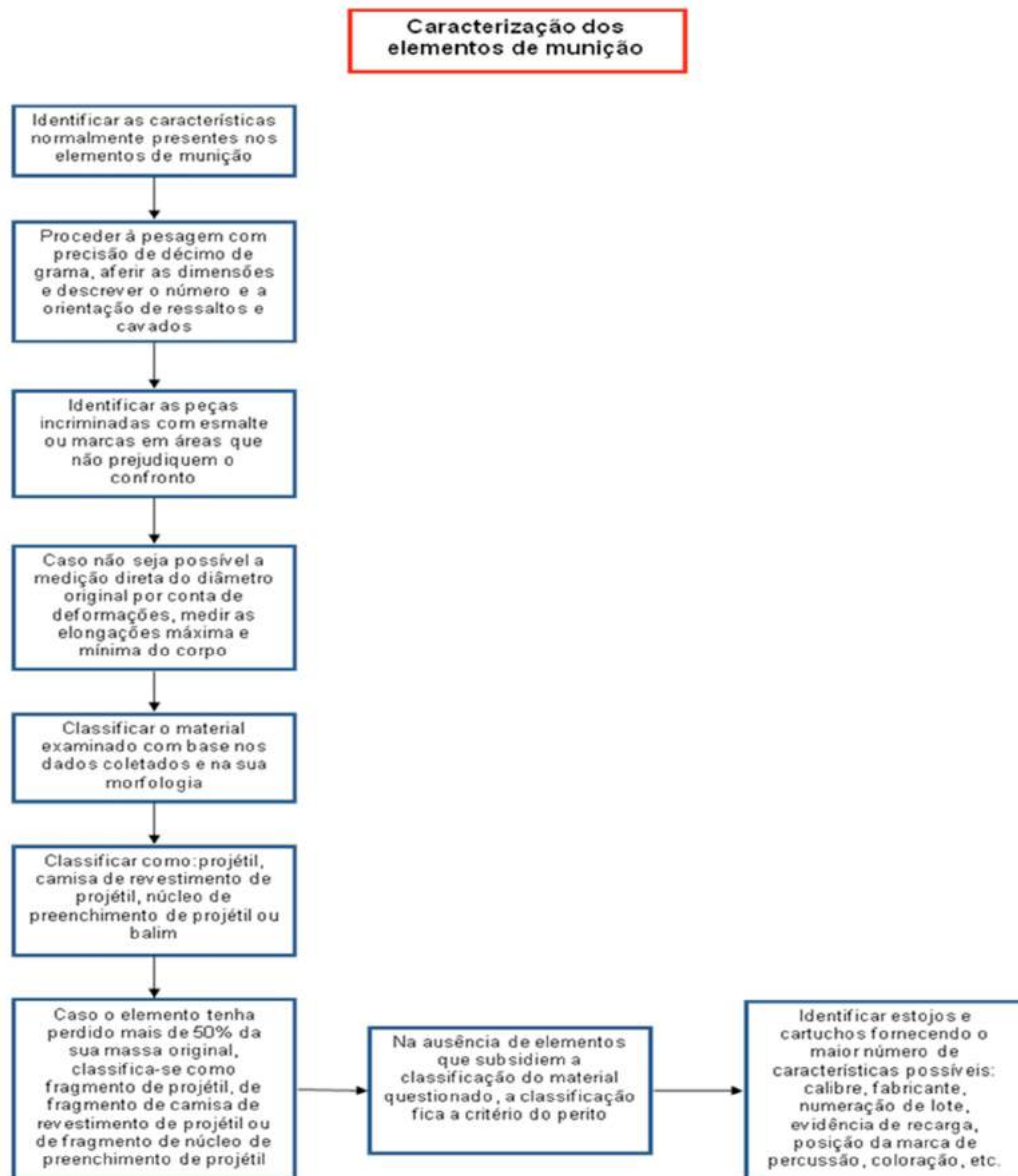 Caracterização dos
elementos de munição
Identificar as características
normalmente presentes nos
elementos de munição
Proceder à pesagem com
precisão de décimo de
grama, aferir as dimensões
e descrever o número e a
orientação de ressaltos e
cavados
Identificar as peças
incriminadas com esmalte
ou marcas em áreas que
não prejudiquem o
confronto
Caso não seja possível a
medição direta do diâmetro
original por conta de
deformações, medir as
elongações máxima e
mínima do corpo
Classificar o material
examinado com base nos
dados coletados e na sua
morfologia
Classificar como: projétil,
camisa de revestimento de
projétil, núcleo de
preenchimento de projétil ou
balim
Caso o elemento tenha
perdido mais de 50% da
sua massa original,
classifica-se como
fragmento de projétil, de
fragmento de camisa de
revestimento de projétil ou
de fragmento de núcleo de
preenchimento de projétil
Na ausência de elementos
que subsidiem a
classificação do material
questionado, a classificação
fica a critério do perito
Identificar estojos e
cartuchos fornecendo o
maior número de
características possíveis:
calibre, fabricante,
numeração de lote,
evidência de recarga,
posição da marca de
percussão, coloração, etc.